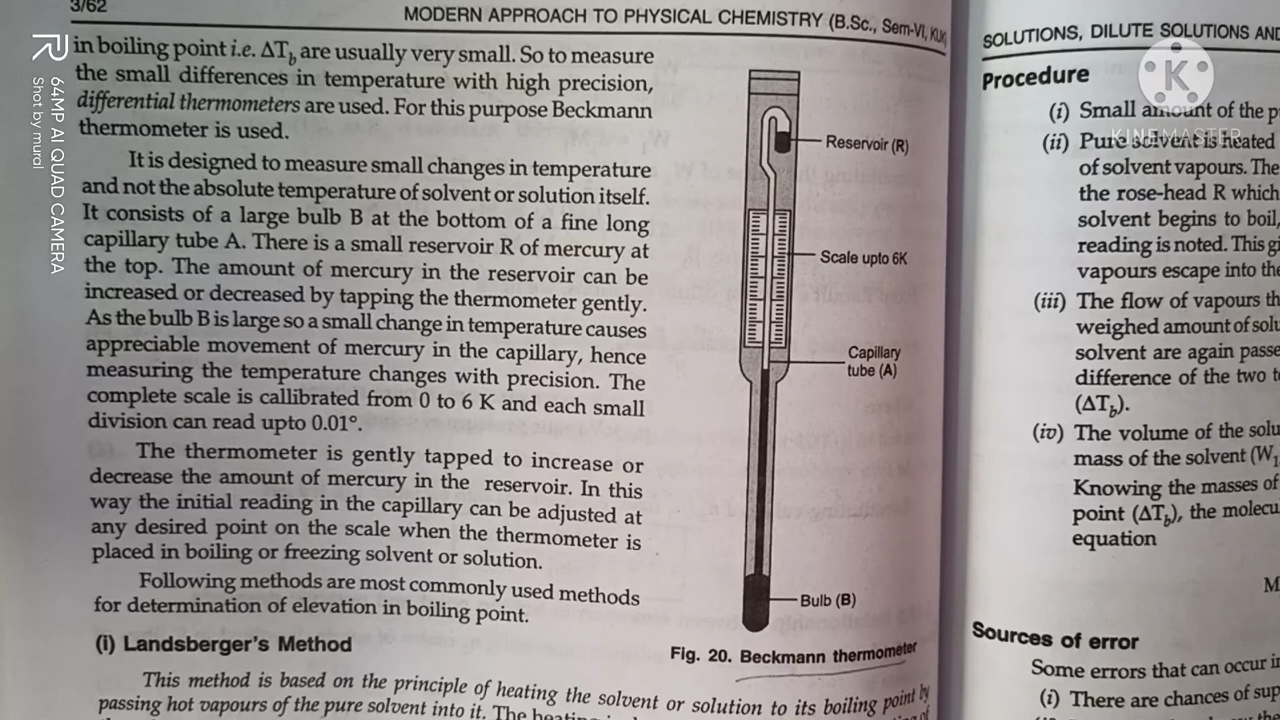 3/62
MODERN APPROACH TO PHYSICAL CHEMISTRY (B.Sc., Sem-VI, KUK)
in boiling point i.e. ΔTb are usually very small. So to measure
the small differences in temperature with high precision,
differential thermometers are used. For this purpose Beckmann
thermometer is used.
It is designed to measure small changes in temperature
and not the absolute temperature of solvent or solution itself.
It consists of a large bulb B at the bottom of a fine long
capillary tube A. There is a small reservoir R of mercury at
the top. The amount of mercury in the reservoir can be
increased or decreased by tapping the thermometer gently.
As the bulb B is large so a small change in temperature causes
appreciable movement of mercury in the capillary, hence
measuring the temperature changes with precision. The
complete scale is callibrated from 0 to 6 K and each small
division can read upto 0.01°.
The thermometer is gently tapped to increase or
decrease the amount of mercury in the reservoir. In this
way the initial reading in the capillary can be adjusted at
any desired point on the scale when the thermometer is
placed in boiling or freezing solvent or solution.
Following methods are most commonly used methods
for determination of elevation in boiling point.
(i) Landsberger's Method
This method is based on the principle of heating the solvent or solution to its boiling point by
passing hot vapours of the pure solvent into it. The
Reservoir (R)
Scale upto 6K
Capillary
tube (A)
Bulb (B)
Fig. 20. Beckmann thermometer
SOLUTIONS, DILUTE SOLUTIONS AND
Procedure
(i) Small amount of the
(ii) Pure solvent is heated
of solvent vapours. The
the rose-head R which
solvent begins to boil,
reading is noted. This
vapours escape into the
(iii) The flow of vapours
weighed amount of
solvent are again
difference of the two
(ΔTb).
(iv) The volume of the
mass of the solvent (W1
Knowing the masses of
point (ΔTb), the
equation
M
Sources of error
Some errors that can occur
(i) There are chances of
64MP AI QUAD CAMERA
Shot by mural
K
KINEMASTER